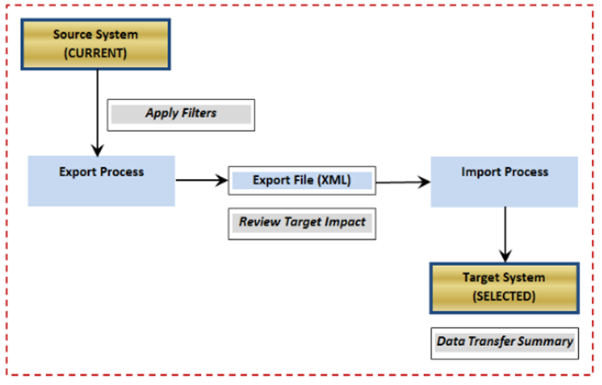 Source System
(CURRENT)
Apply Filters
Export Process
Export File (XML)
Import Process
Review Target Impact
Target System
(SELECTED)
Data Transfer Summary